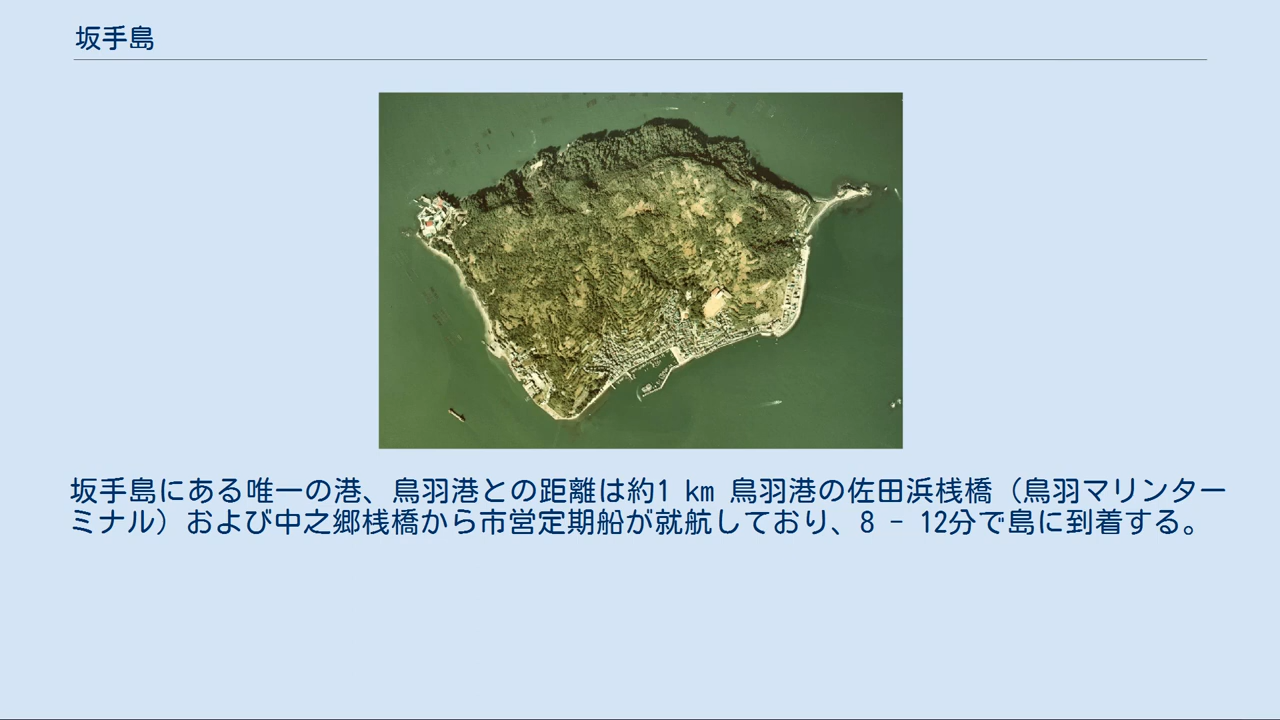 坂手島
坂手島にある唯一の港、鳥羽港との距離は約1 km 鳥羽港の佐田浜桟橋（鳥羽マリンター
ミナル）および中之郷桟橋から市営定期船が就航しており、8 - 12分で島に到着する。